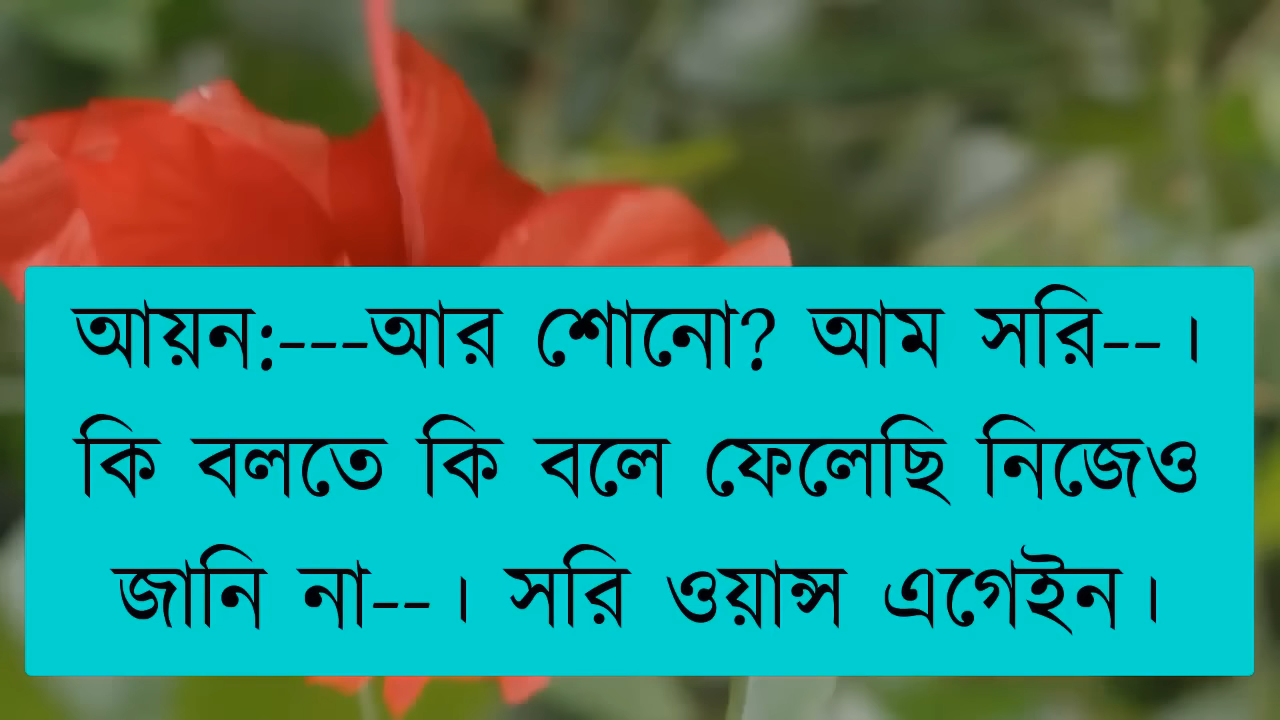 আয়ন:---আর শোনো? আম সরি--।
কি বলতে কি বলে ফেলেছি নিজেও
জানি না--। সরি ওয়ান্স এগেইন।